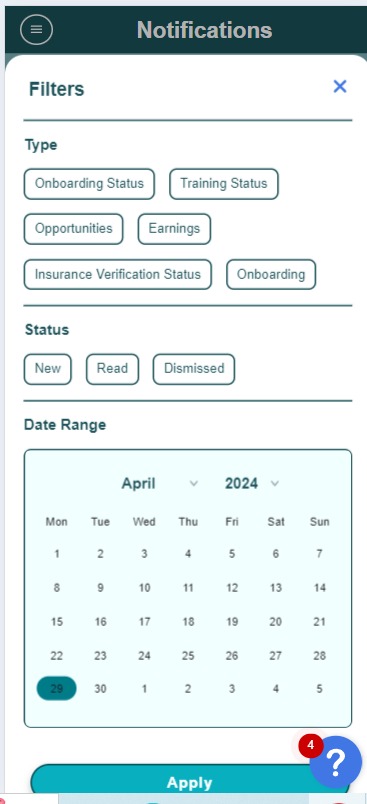 Notifications
Filters
Type
Onboarding Status Training Status
Opportunities Earnings
Insurance Verification Status Onboarding
Status
New Read Dismissed
Date Range
April 2024
Mon Tue Wed Thu Fri Sat Sun
1 2 3 4 5 6 7
8 9 10 11 12 13 14
15 16 17 18 19 20 21
22 23 24 25 26 27 28
29 30 1 2 3 4 5
4
?
Apply